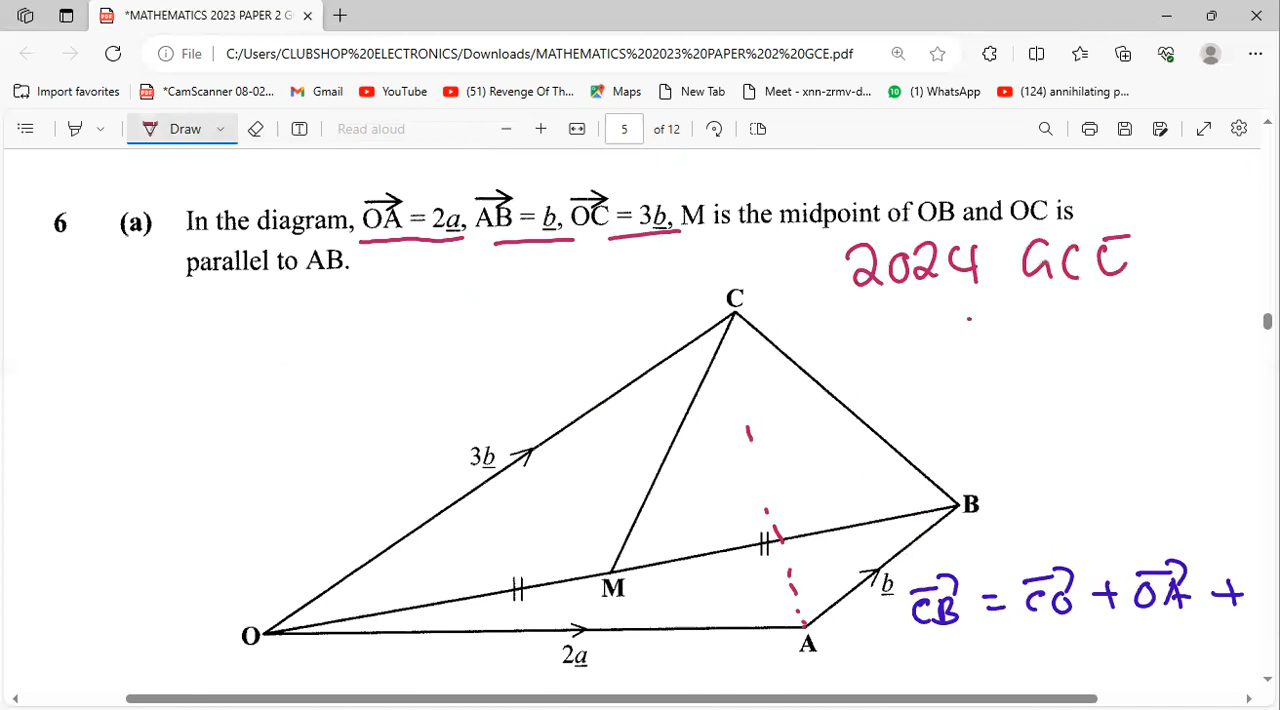 *MATHEMATICS 2023 PAPER 2 G
File
C:/Users/CLUBSHOP%20ELECTRONICS/Downloads/MATHEMATICS%202023%20PAPER%202%20GCE.pdf
Import favorites
*CamScanner 08-02...
Gmail
YouTube
(51) Revenge Of Th...
Maps
New Tab
Meet - xnn-zrmv-d...
10
(1) WhatsApp
(124) annihilating p...
Draw
Read aloud
5
of 12
6 (a) In the diagram, OA = 2a, AB = b, OC = 3b, M is the midpoint of OB and OC is
parallel to AB.
2024 GCE
C
3b
B
M
b
CB = CO + OA +
O
A
2a